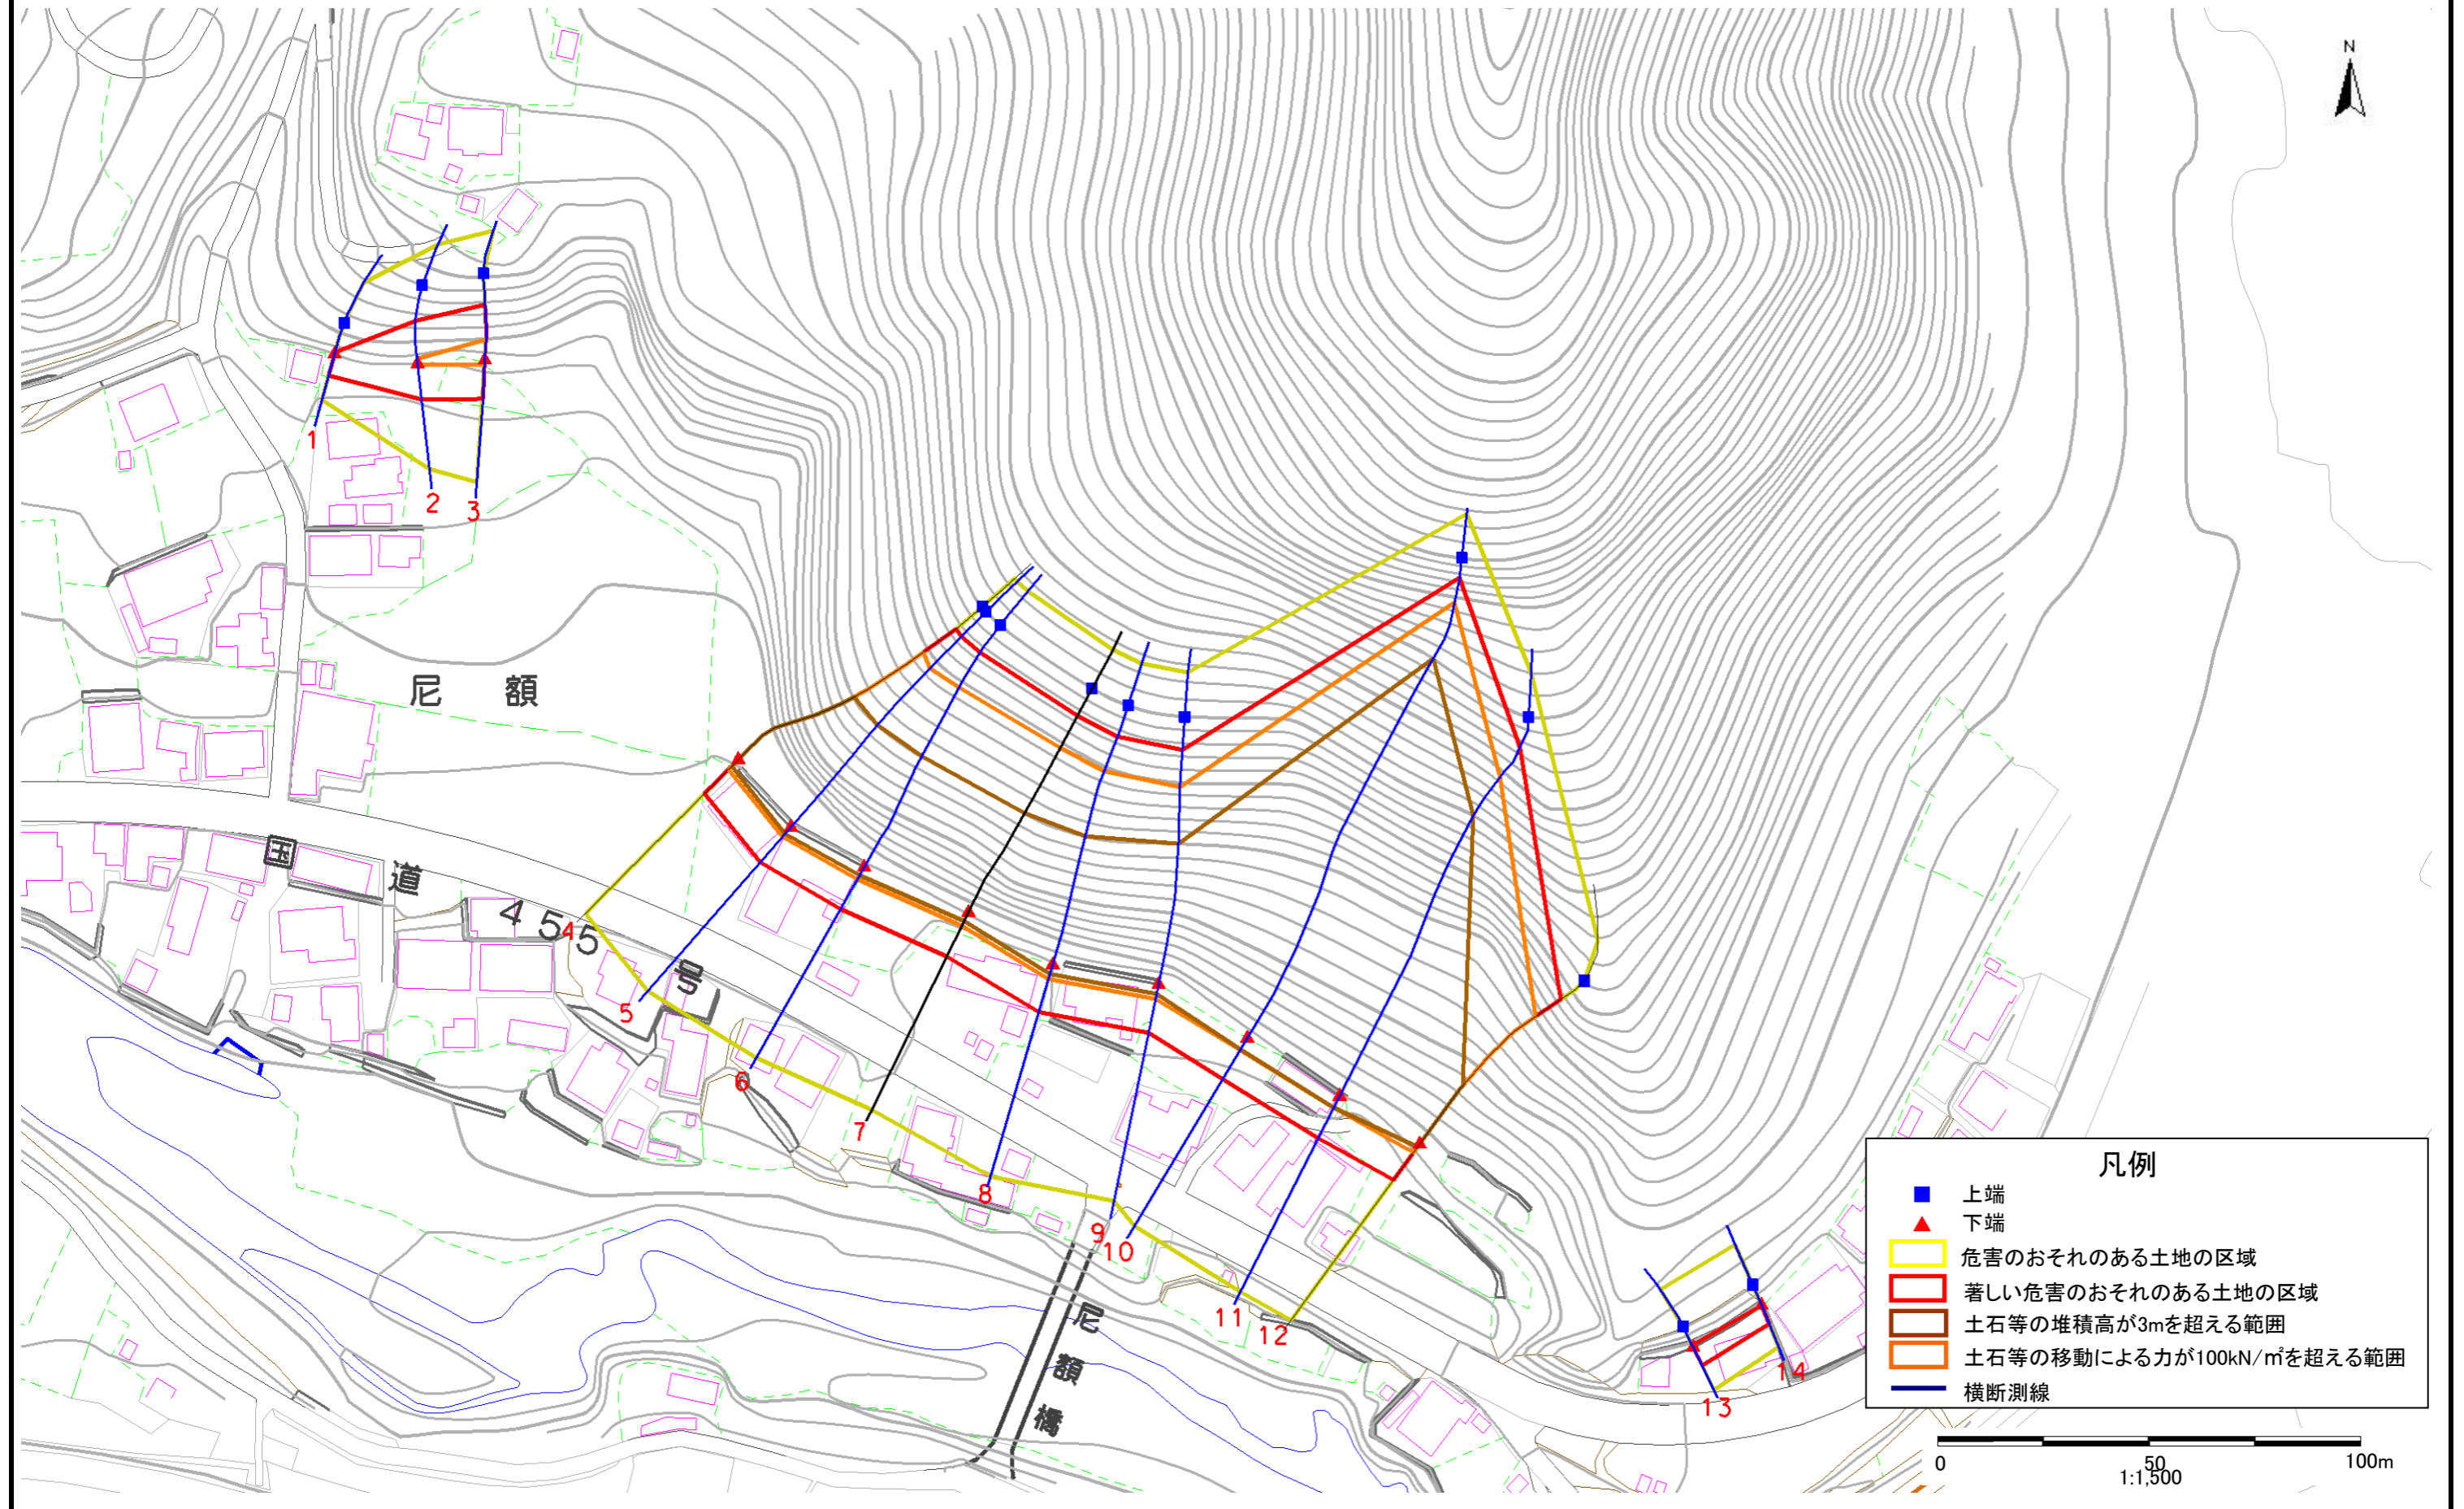 N
1
2
3
尼 額
国 道 455 号
4
5
6
7
8
9
10
11
12
13
14
尼 額 橋
凡例
上端
下端
危害のおそれのある土地の区域
著しい危害のおそれのある土地の区域
土石等の堆積高が3mを超える範囲
土石等の移動による力が100kN/㎡を超える範囲
横断測線
0 50 100m
1:1,500